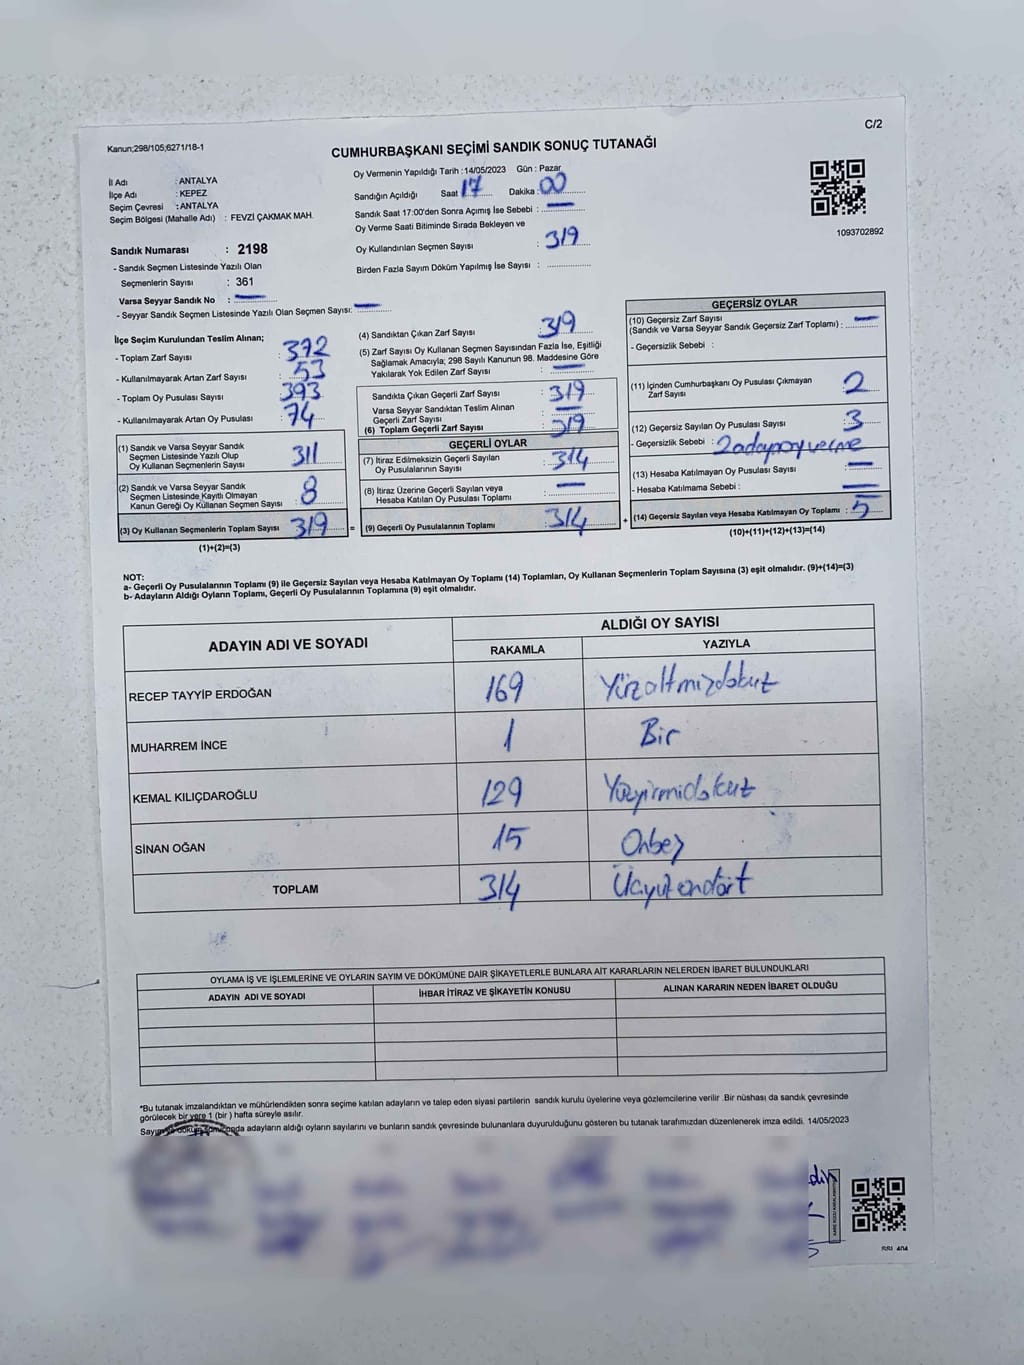 C/2
Kanun;298/105;6271/18-1
CUMHURBAŞKANI SEÇİMİ SANDIK SONUÇ TUTANAĞI
İl Adı : ANTALYA
İlçe Adı : KEPEZ
Seçim Çevresi : ANTALYA
Seçim Bölgesi (Mahalle Adı) : FEVZİ ÇAKMAK MAH.
Sandık Numarası : 2198
- Sandık Seçmen Listesinde Yazılı Olan
Seçmenlerin Sayısı : 361
Varsa Seyyar Sandık No : —
- Seyyar Sandık Seçmen Listesinde Yazılı Olan Seçmen Sayısı: —
Oy Vermenin Yapıldığı Tarih :14/05/2023 Gün : Pazar
Sandığın Açıldığı Saat 17 Dakika : 00
Sandık Saat 17:00'den Sonra Açımış İse Sebebi : —
Oy Verme Saati Bitiminde Sırada Bekleyen ve
Oy Kullandırılan Seçmen Sayısı : 319
Birden Fazla Sayım Döküm Yapılmış İse Sayısı :
1093702892
İlçe Seçim Kurulundan Teslim Alınan;
- Toplam Zarf Sayısı : 372
- Kullanılmayarak Artan Zarf Sayısı : 53
- Toplam Oy Pusulası Sayısı : 393
- Kullanılmayarak Artan Oy Pusulası : 74
(1) Sandık ve Varsa Seyyar Sandık
Seçmen Listesinde Yazılı Olup
Oy Kullanan Seçmenlerin Sayısı 311
(2) Sandık ve Varsa Seyyar Sandık
Seçmen Listesinde Kayıtlı Olmayan
Kanun Gereği Oy Kullanan Seçmen Sayısı 8
(3) Oy Kullanan Seçmenlerin Toplam Sayısı 319 =
(1)+(2)=(3)
(4) Sandıktan Çıkan Zarf Sayısı : 319
(5) Zarf Sayısı Oy Kullanan Seçmen Sayısından Fazla İse, Eşitliği
Sağlamak Amacıyla; 298 Sayılı Kanunun 98. Maddesine Göre
Yakılarak Yok Edilen Zarf Sayısı : —
Sandıkta Çıkan Geçerli Zarf Sayısı : 319
Varsa Seyyar Sandıktan Teslim Alınan
Geçerli Zarf Sayısı : —
(6) Toplam Geçerli Zarf Sayısı : 319
GEÇERLİ OYLAR
(7) İtiraz Edilmeksizin Geçerli Sayılan
Oy Pusulalarının Sayısı : 314
(8) İtiraz Üzerine Geçerli Sayılan veya
Hesaba Katılan Oy Pusulası Toplamı : —
(9) Geçerli Oy Pusulalarının Toplamı : 314 +
GEÇERSİZ OYLAR
(10) Geçersiz Zarf Sayısı
(Sandık ve Varsa Seyyar Sandık Geçersiz Zarf Toplamı) : —
- Geçersizlik Sebebi :
(11) İçinden Cumhurbaşkanı Oy Pusulası Çıkmayan
Zarf Sayısı : 2
(12) Geçersiz Sayılan Oy Pusulası Sayısı : 3
- Geçersizlik Sebebi : 2 adaya oy verme
(13) Hesaba Katılmayan Oy Pusulası Sayısı : —
- Hesaba Katılmama Sebebi : —
(14) Geçersiz Sayılan veya Hesaba Katılmayan Oy Toplamı : 5
(10)+(11)+(12)+(13)=(14)
NOT:
a- Geçerli Oy Pusulalarının Toplamı (9) ile Geçersiz Sayılan veya Hesaba Katılmayan Oy Toplamı (14) Toplamları, Oy Kullanan Seçmenlerin Toplam Sayısına (3) eşit olmalıdır. (9)+(14)=(3)
b- Adayların Aldığı Oyların Toplamı, Geçerli Oy Pusulalarının Toplamına (9) eşit olmalıdır.
ADAYIN ADI VE SOYADI ALDIĞI OY SAYISI
RAKAMLA YAZIYLA
RECEP TAYYİP ERDOĞAN 169 Yüzaltmışdokuz
MUHARREM İNCE 1 Bir
KEMAL KILIÇDAROĞLU 129 Yüzyirmidokuz
SİNAN OĞAN 15 Onbeş
TOPLAM 314 Üçyüzondört
OYLAMA İŞ VE İŞLEMLERİNE VE OYLARIN SAYIM VE DÖKÜMÜNE DAİR ŞİKAYETLERLE BUNLARA AİT KARARLARIN NELERDEN İBARET BULUNDUKLARI
ADAYIN ADI VE SOYADI İHBAR İTİRAZ VE ŞİKAYETİN KONUSU ALINAN KARARIN NEDEN İBARET OLDUĞU
*Bu tutanak imzalandıktan ve mühürlendikten sonra seçime katılan adayların ve talep eden siyasi partilerin sandık kurulu üyelerine veya gözlemcilerine verilir .Bir nüshası da sandık çevresinde
görülecek bir yere 1 (bir ) hafta süreyle asılır.
adayların aldığı oyların sayılarını ve bunların sandık çevresinde bulunanlara duyurulduğunu gösteren bu tutanak tarafımızdan düzenlenerek imza edildi. 14/05/2023